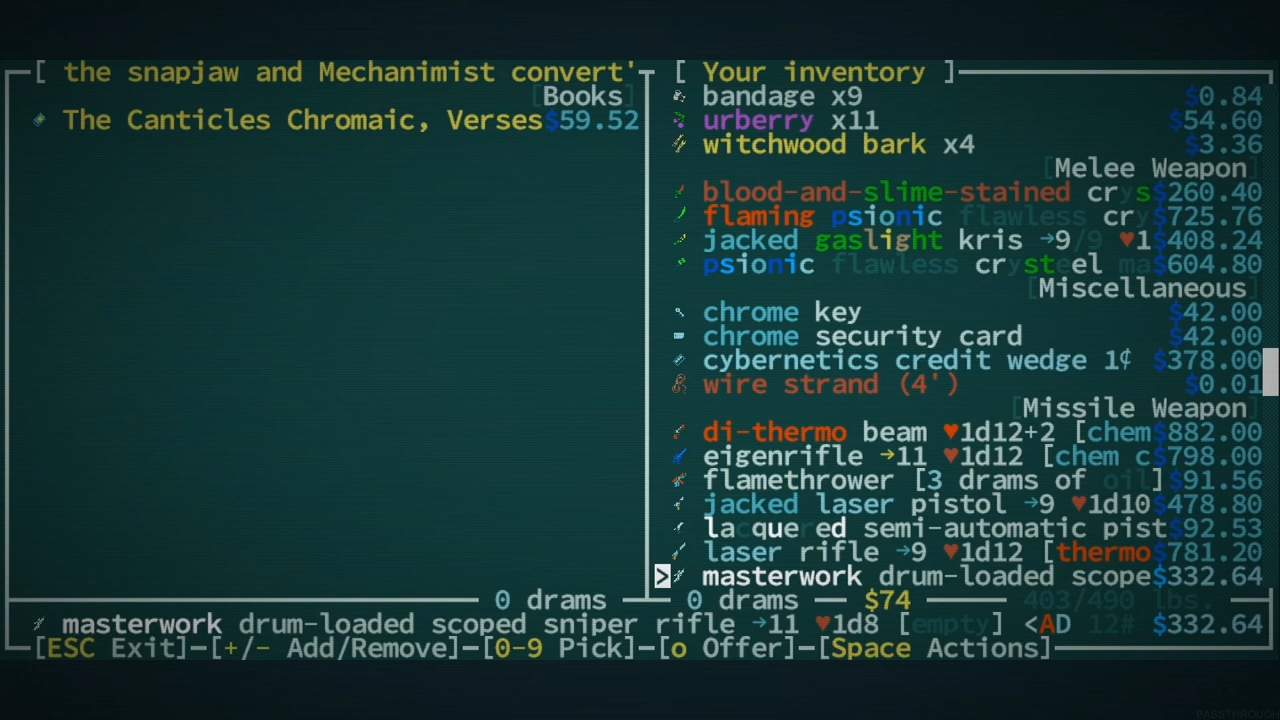 [ the snapjaw and Mechanimist convert'
[Books]
The Canticles Chromaic, Verses $59.52
[ Your inventory ]
bandage x9 $0.84
urberry x11 $54.60
witchwood bark x4 $3.36
[Melee Weapon]
blood-and-slime-stained crys $260.40
flaming psionic flawless cry $725.76
jacked gaslight kris →9/9 ♥1 $408.24
psionic flawless crysteel ma $604.80
[Miscellaneous]
chrome key $42.00
chrome security card $42.00
cybernetics credit wedge 1¢ $378.00
wire strand (4') $0.01
[Missile Weapon]
di-thermo beam ♥1d12+2 [chem $882.00
eigenrifle →11 ♥1d12 [chem c $798.00
flamethrower [3 drams of oil] $91.56
jacked laser pistol →9 ♥1d10 $478.80
lacquered semi-automatic pist $92.53
laser rifle →9 ♥1d12 [thermo $781.20
> masterwork drum-loaded scope $332.64
0 drams 0 drams $74 403/490 lbs.
masterwork drum-loaded scoped sniper rifle →11 ♥1d8 [empty] <AD 12# $332.64
[ESC Exit]-[+/- Add/Remove]-[0-9 Pick]-[o Offer]-[Space Actions]